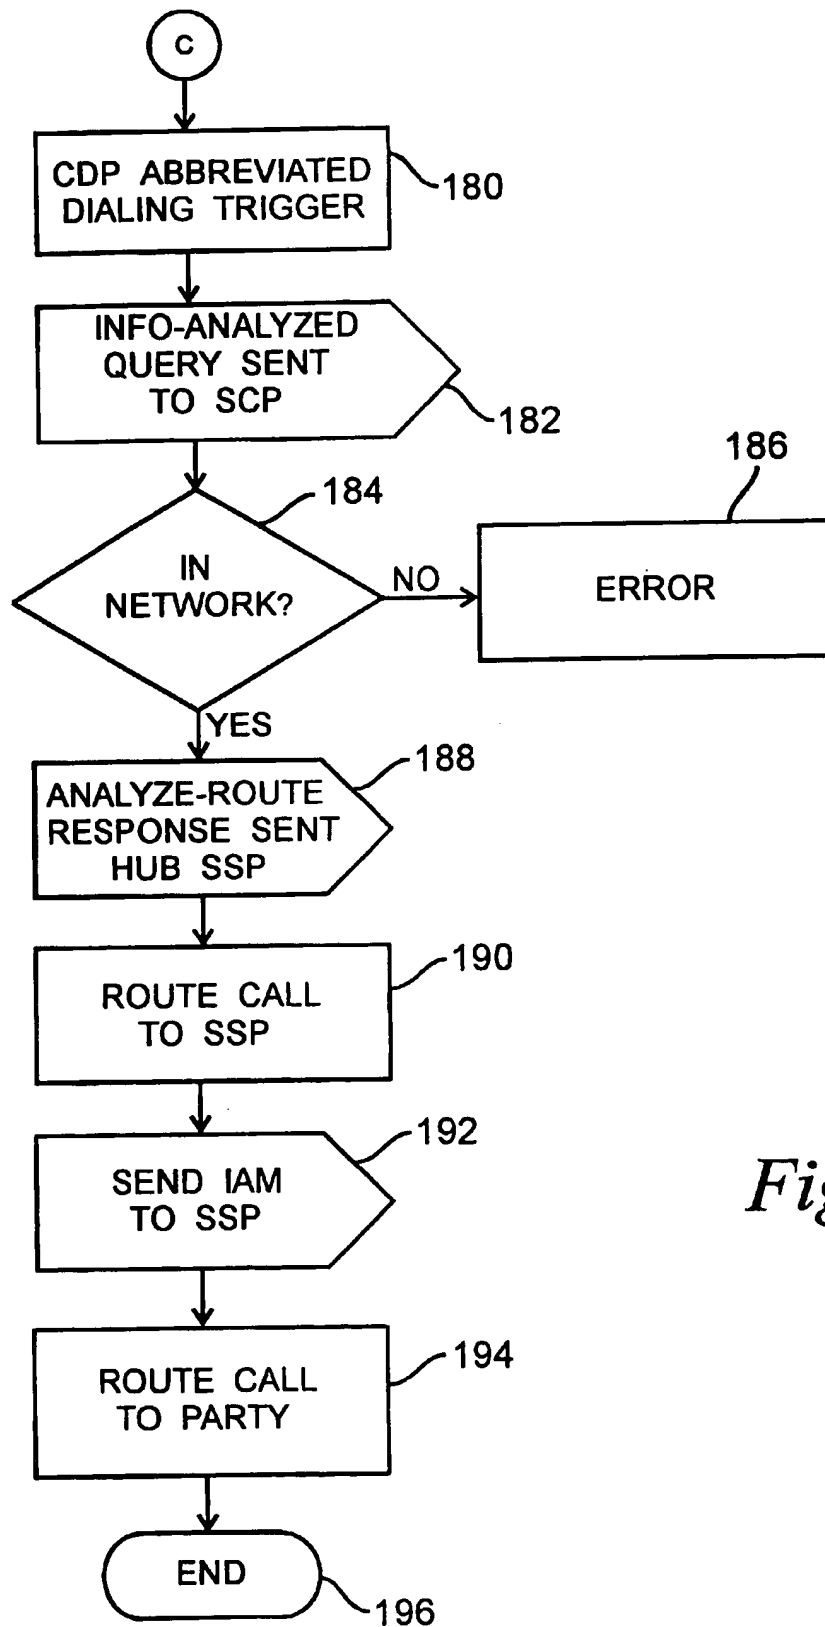 C
CDP ABBREVIATED
DIALING TRIGGER
180
INFO-ANALYZED
QUERY SENT
TO SCP
182
184
186
IN
NETWORK?
NO
ERROR
YES
188
ANALYZE-ROUTE
RESPONSE SENT
HUB SSP
190
ROUTE CALL
TO SSP
192
SEND IAM
TO SSP
194
ROUTE CALL
TO PARTY
END
196